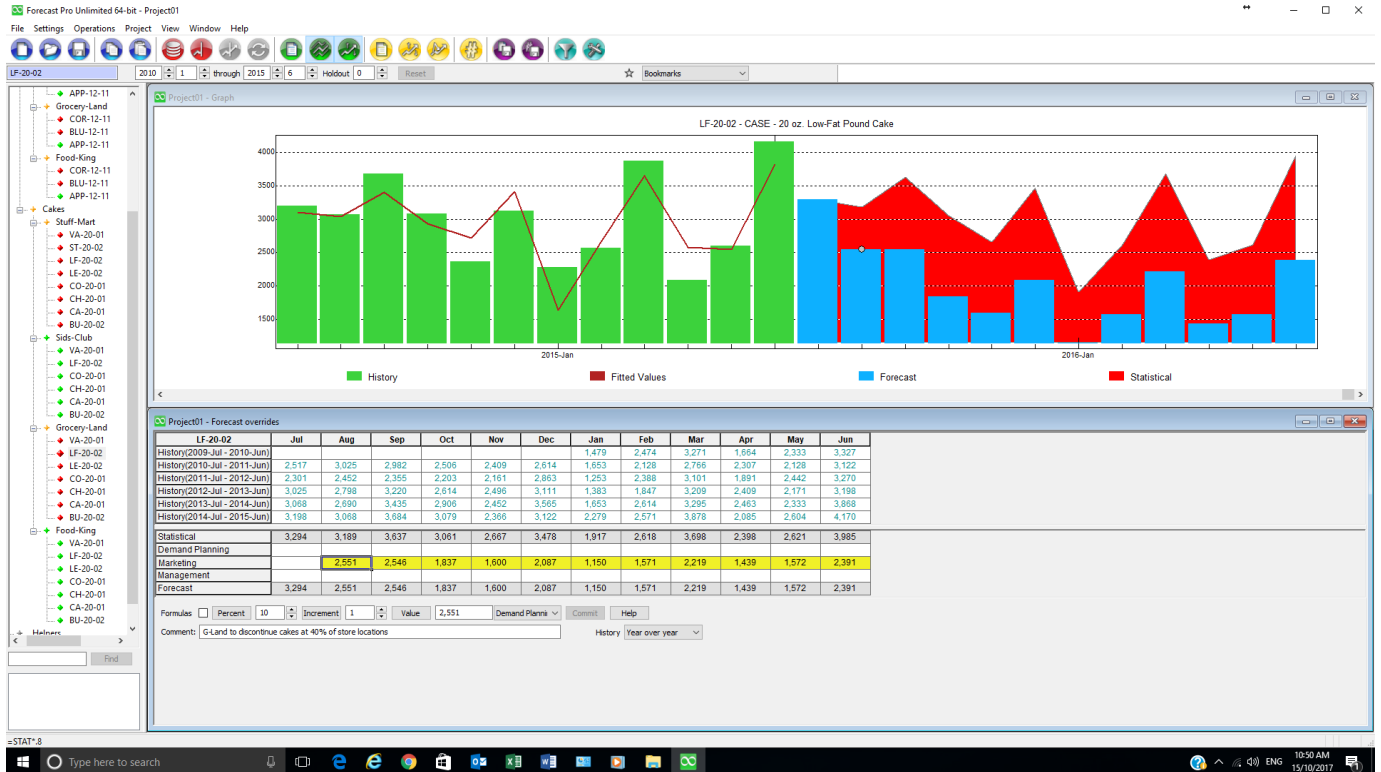 Forecast Pro Unlimited 64-bit - Project01
File Settings Operations Project View Window Help
LF-20-02 2010 1 through 2015 6 Holdout 0 Reset Bookmarks
APP-12-11
Grocery-Land
COR-12-11
BLU-12-11
APP-12-11
Food-King
COR-12-11
BLU-12-11
APP-12-11
Cakes
Stuff-Mart
VA-20-01
ST-20-02
LF-20-02
LE-20-02
CO-20-01
CH-20-01
CA-20-01
BU-20-02
Sids-Club
VA-20-01
LF-20-02
CO-20-01
CH-20-01
CA-20-01
BU-20-02
Grocery-Land
VA-20-01
LF-20-02
LE-20-02
CO-20-01
CH-20-01
CA-20-01
BU-20-02
Food-King
VA-20-01
LF-20-02
LE-20-02
CO-20-01
CH-20-01
CA-20-01
BU-20-02
Helpers
Find
Project01 - Graph
LF-20-02 - CASE - 20 oz. Low-Fat Pound Cake
4000
3500
3000
2500
2000
1500
2015-Jan 2016-Jan
History Fitted Values Forecast Statistical
Project01 - Forecast overrides
LF-20-02 Jul Aug Sep Oct Nov Dec Jan Feb Mar Apr May Jun
History(2009-Jul - 2010-Jun) 1,479 2,474 3,271 1,664 2,333 3,327
History(2010-Jul - 2011-Jun) 2,517 3,025 2,982 2,506 2,409 2,614 1,653 2,128 2,766 2,307 2,128 3,122
History(2011-Jul - 2012-Jun) 2,301 2,452 2,355 2,203 2,161 2,863 1,253 2,388 3,101 1,891 2,442 3,270
History(2012-Jul - 2013-Jun) 3,025 2,798 3,220 2,614 2,496 3,111 1,383 1,847 3,209 2,409 2,171 3,198
History(2013-Jul - 2014-Jun) 3,068 2,690 3,435 2,906 2,452 3,565 1,653 2,614 3,295 2,463 2,333 3,868
History(2014-Jul - 2015-Jun) 3,198 3,068 3,684 3,079 2,366 3,122 2,279 2,571 3,878 2,085 2,604 4,170
Statistical 3,294 3,189 3,637 3,061 2,667 3,478 1,917 2,618 3,698 2,398 2,621 3,985
Demand Planning
Marketing 2,551 2,546 1,837 1,600 2,087 1,150 1,571 2,219 1,439 1,572 2,391
Management
Forecast 3,294 2,551 2,546 1,837 1,600 2,087 1,150 1,571 2,219 1,439 1,572 2,391
Formulas Percent 10 Increment 1 Value 2,551 Demand Planni Commit Help
Comment: G-Land to discontinue cakes at 40% of store locations History Year over year
=STAT*.8
Type here to search
ENG 10:50 AM
15/10/2017